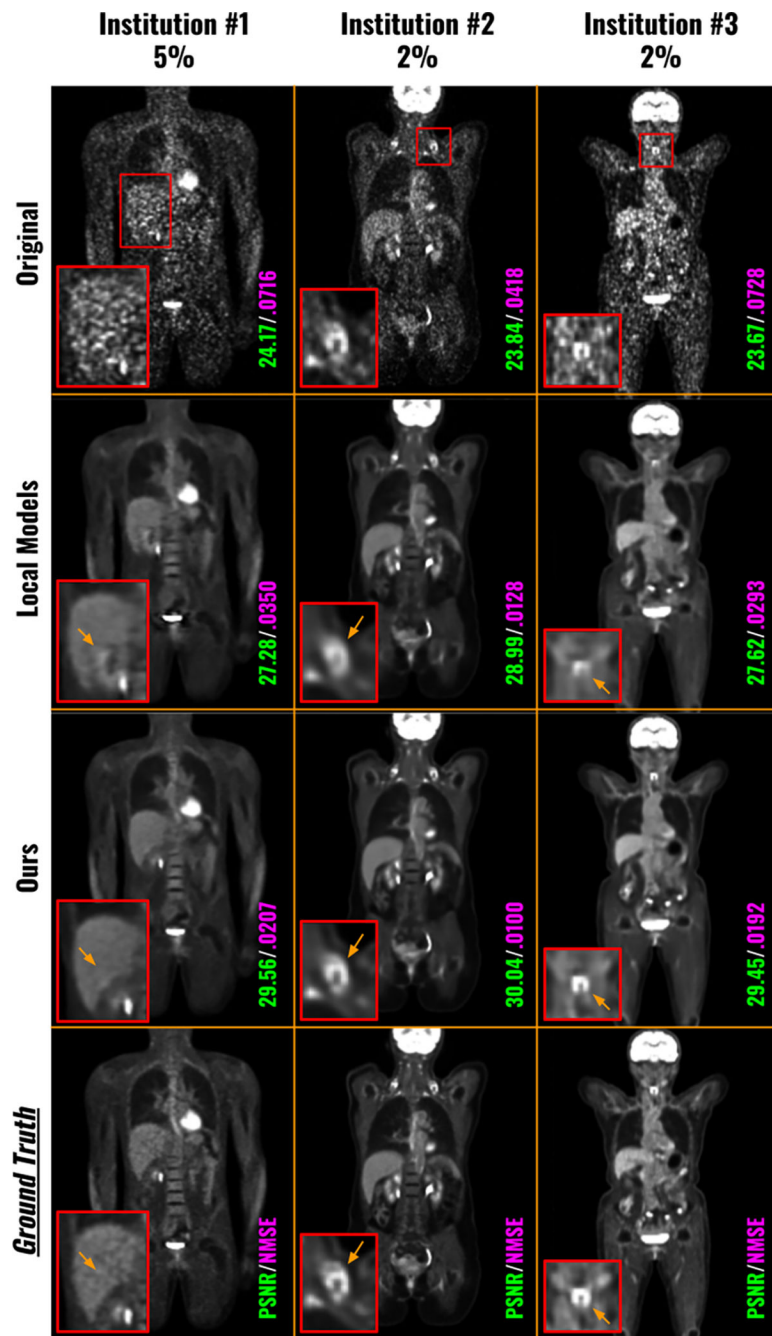 Institution #1
5%
Institution #2
2%
Institution #3
2%
Original
24.17/.0716
23.84/.0418
23.67/.0728
Local Models
27.28/.0350
28.99/.0128
27.62/.0293
Ours
29.56/.0207
30.04/.0100
29.45/.0192
Ground Truth
PSNR/NMSE
PSNR/NMSE
PSNR/NMSE